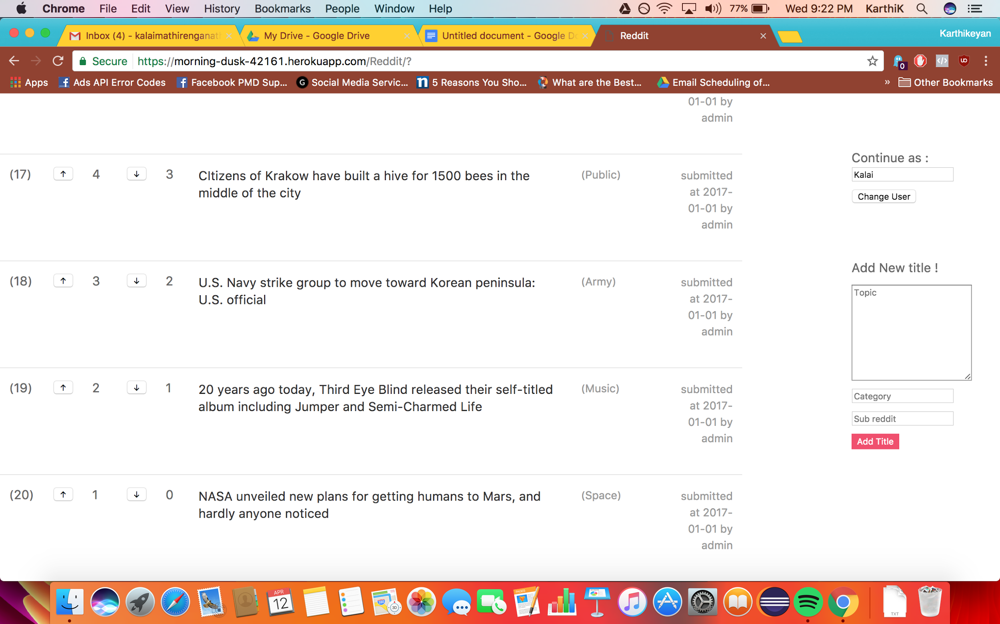 Chrome File Edit View History Bookmarks People Window Help 77% Wed 9:22 PM KarthiK
Inbox (4) - kalaimathirenganat My Drive - Google Drive Untitled document - Google Do Reddit Karthikeyan
Secure https://morning-dusk-42161.herokuapp.com/Reddit/? 0
Apps Ads API Error Codes Facebook PMD Sup... G Social Media Servic... n 5 Reasons You Sho... What are the Best... Email Scheduling of... » Other Bookmarks
01-01 by
admin
(17) ↑ 4 ↓ 3 CItizens of Krakow have built a hive for 1500 bees in the
middle of the city
(Public)
submitted
at 2017-
01-01 by
admin
(18) ↑ 3 ↓ 2 U.S. Navy strike group to move toward Korean peninsula:
U.S. official
(Army)
submitted
at 2017-
01-01 by
admin
(19) ↑ 2 ↓ 1 20 years ago today, Third Eye Blind released their self-titled
album including Jumper and Semi-Charmed Life
(Music)
submitted
at 2017-
01-01 by
admin
(20) ↑ 1 ↓ 0 NASA unveiled new plans for getting humans to Mars, and
hardly anyone noticed
(Space)
submitted
at 2017-
01-01 by
admin
Continue as :
Kalai
Change User
Add New title !
Topic
Category
Sub reddit
Add Title
APR
12
280
3D
PAGES
TXT